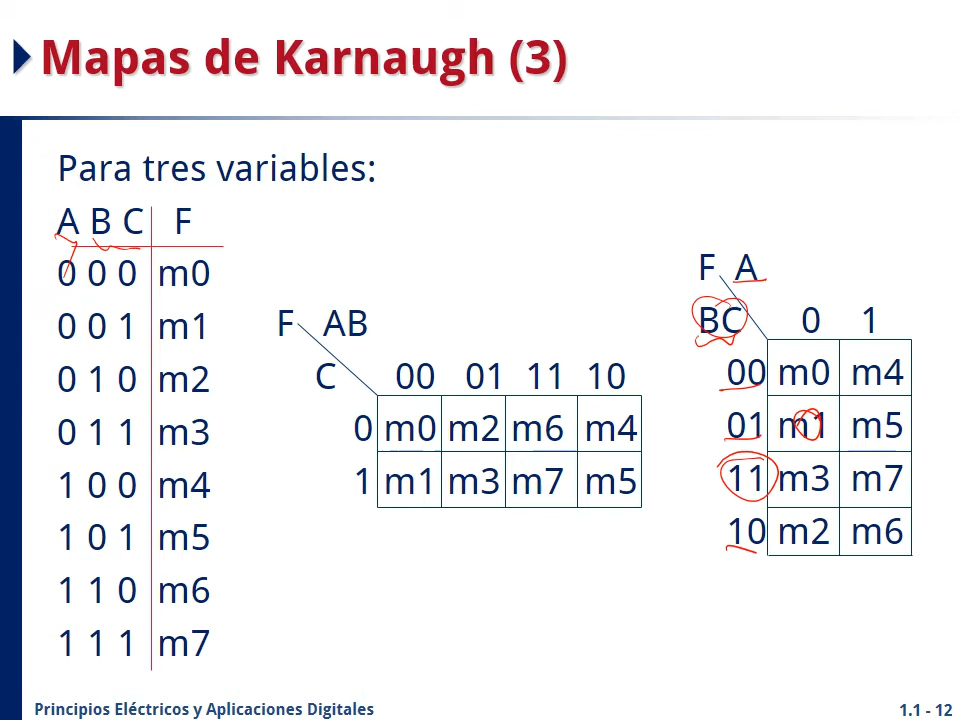 Mapas de Karnaugh (3)
Para tres variables:
A B C F
0 0 0 m0
0 0 1 m1
0 1 0 m2
0 1 1 m3
1 0 0 m4
1 0 1 m5
1 1 0 m6
1 1 1 m7
F AB
C 00 01 11 10
0 m0 m2 m6 m4
1 m1 m3 m7 m5
F A
BC 0 1
00 m0 m4
01 m1 m5
11 m3 m7
10 m2 m6
Principios Eléctricos y Aplicaciones Digitales
1.1 - 12